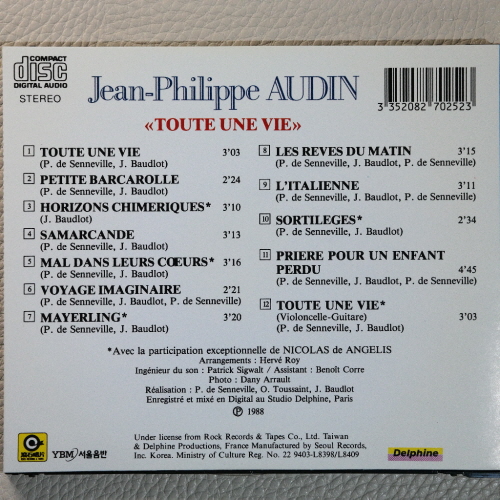 COMPACT
disc
DIGITAL AUDIO
STEREO
Jean-Philippe AUDIN
«TOUTE UNE VIE»
3 352082 702523
1 TOUTE UNE VIE 3'03
(P. de Senneville, J. Baudlot)
2 PETITE BARCAROLLE 2'24
(P. de Senneville, J. Baudlot)
3 HORIZONS CHIMERIQUES* 3'10
(J. Baudlot)
4 SAMARCANDE 3'13
(P. de Senneville, J. Baudlot)
5 MAL DANS LEURS CŒURS* 3'16
(P. de Senneville, J. Baudlot)
6 VOYAGE IMAGINAIRE 2'21
(P. de Senneville, J. Baudlot, P. de Senneville)
7 MAYERLING* 3'20
(P. de Senneville, J. Baudlot)
8 LES REVES DU MATIN 3'15
(P. de Senneville, J. Baudlot, P. de Senneville)
9 L'ITALIENNE 3'11
(P. de Senneville, J. Baudlot, P. de Senneville)
10 SORTILEGES* 2'34
(P. de Senneville, J. Baudlot)
11 PRIERE POUR UN ENFANT
PERDU 4'45
(P. de Senneville, J. Baudlot)
12 TOUTE UNE VIE*
(Violoncelle-Guitare) 3'03
(P. de Senneville, J. Baudlot)
*Avec la participation exceptionnelle de NICOLAS de ANGELIS
Arrangements : Hervé Roy
Ingénieur du son : Patrick Sigwalt / Assistant : Benoît Corre
Photo : Dany Arrault
Réalisation : P. de Senneville, O. Toussaint, J. Baudlot
Enregistré et mixé en Digital au Studio Delphine, Paris
℗ 1988
YBM 서울음반
Under license from Rock Records & Tapes Co., Ltd. Taiwan
& Delphine Productions, France Manufactured by Seoul Records,
Inc. Korea. Ministry of Culture Reg. No. 22 9403-L8398/L8409
Delphine